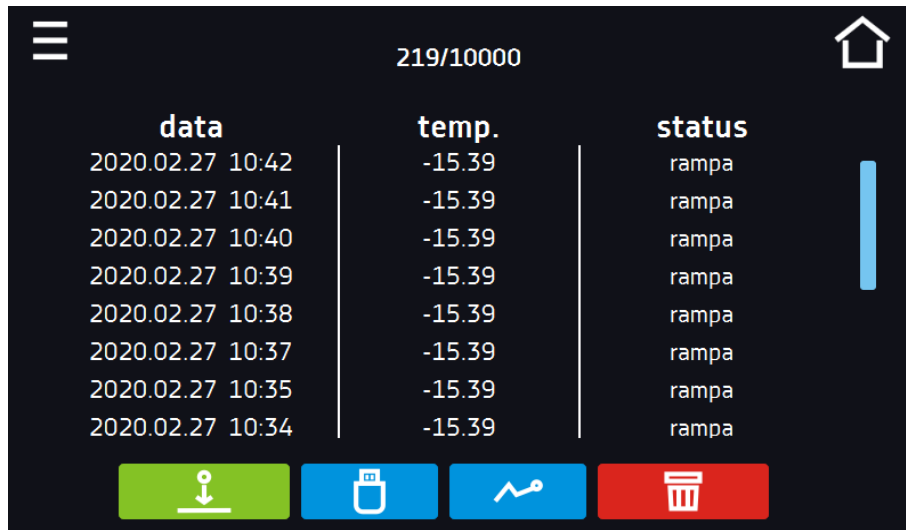 219/10000
data temp. status
2020.02.27 10:42 -15.39 rampa
2020.02.27 10:41 -15.39 rampa
2020.02.27 10:40 -15.39 rampa
2020.02.27 10:39 -15.39 rampa
2020.02.27 10:38 -15.39 rampa
2020.02.27 10:37 -15.39 rampa
2020.02.27 10:35 -15.39 rampa
2020.02.27 10:34 -15.39 rampa